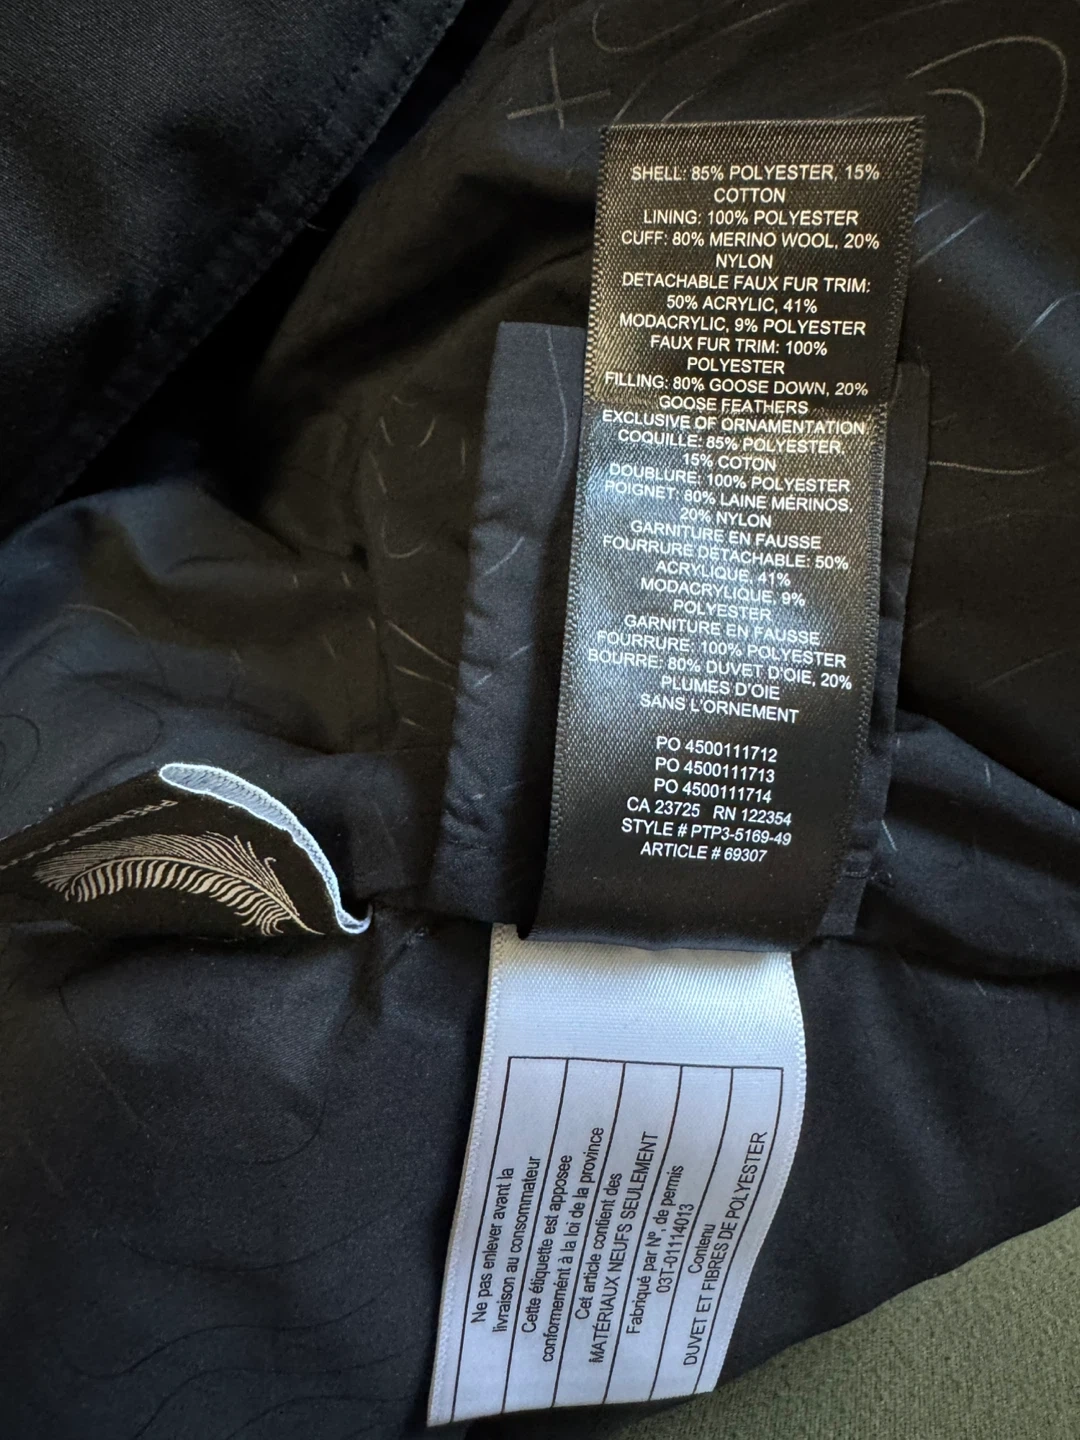 SHELL: 85% POLYESTER, 15%
COTTON
LINING: 100% POLYESTER
CUFF: 80% MERINO WOOL, 20%
NYLON
DETACHABLE FAUX FUR TRIM:
50% ACRYLIC, 41%
MODACRYLIC, 9% POLYESTER
FAUX FUR TRIM: 100%
POLYESTER
FILLING: 80% GOOSE DOWN, 20%
GOOSE FEATHERS
EXCLUSIVE OF ORNAMENTATION
COQUILLE: 85% POLYESTER,
15% COTON
DOUBLURE: 100% POLYESTER
POIGNET: 80% LAINE MÉRINOS,
20% NYLON
GARNITURE EN FAUSSE
FOURRURE DÉTACHABLE: 50%
ACRYLIQUE, 41%
MODACRYLIQUE, 9%
POLYESTER
GARNITURE EN FAUSSE
FOURRURE: 100% POLYESTER
BOURRE: 80% DUVET D'OIE, 20%
PLUMES D'OIE
SANS L'ORNEMENT
PO 4500111712
PO 4500111713
PO 4500111714
CA 23725 RN 122354
STYLE # PTP3-5169-49
ARTICLE # 69307
Ne pas enlever avant la
livraison au consommateur
Cette étiquette est apposee
conformément à la loi de la province
Cet article contient des
MATÉRIAUX NEUFS SEULEMENT
Fabriqué par Nº. de permis
03T-01114013
Contenu
DUVET ET FIBRES DE POLYESTER